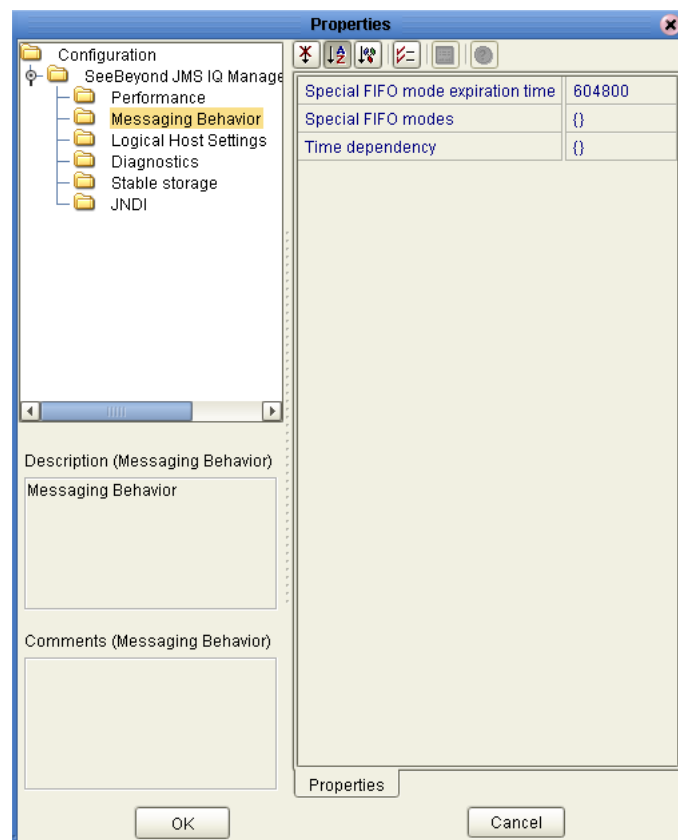 Properties
Configuration
SeeBeyond JMS IQ Manage
Performance
Messaging Behavior
Logical Host Settings
Diagnostics
Stable storage
JNDI
Special FIFO mode expiration time 604800
Special FIFO modes {}
Time dependency {}
Description (Messaging Behavior)
Messaging Behavior
Comments (Messaging Behavior)
Properties
OK Cancel